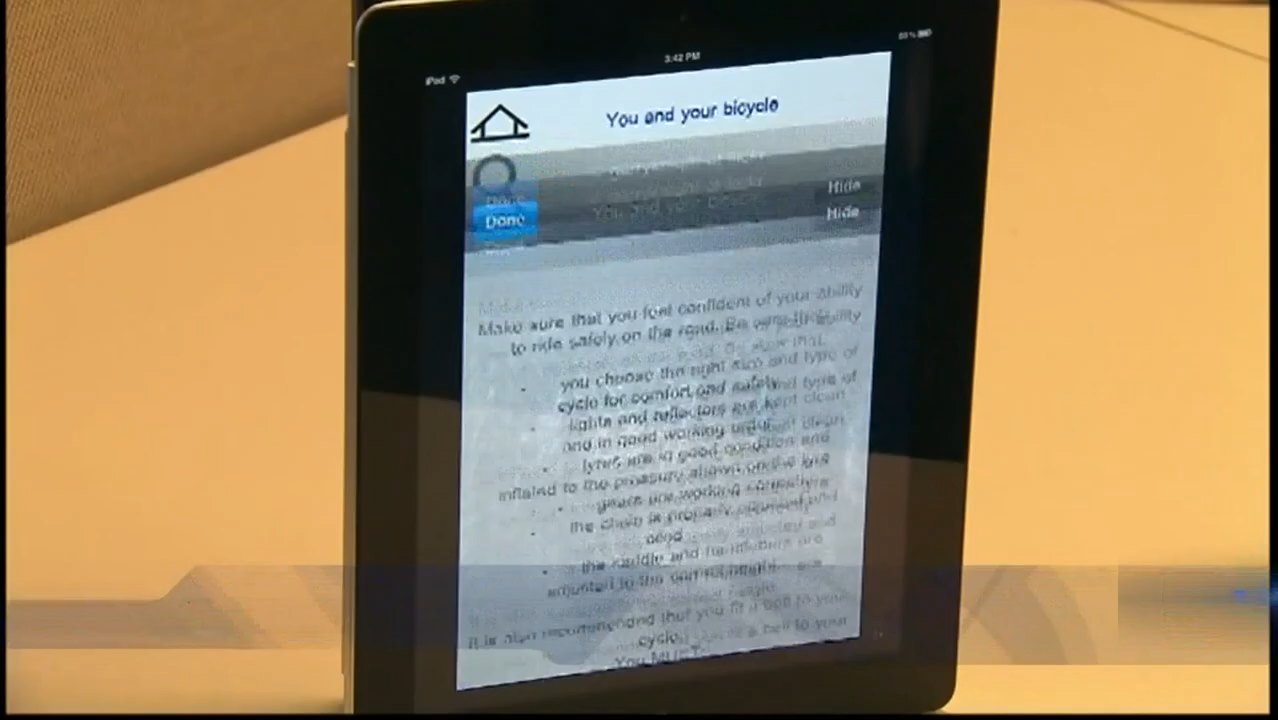 iPod
3:42 PM
You and your bicycle
Hide
Done
Hide
Make sure that you feel confident of your ability
to ride safely on the road. Be sure that
you choose the right size and type of
cycle for comfort and safety
lights and reflectors are kept clean
and in good working order
tyres are in good condition and
inflated to the pressure shown on the tyre
gears are working correctly
the chain is properly adjusted and
the saddle and handlebars are
adjusted to the correct height.
It is also recommended that you fit a bell to your
cycle.
You MUST